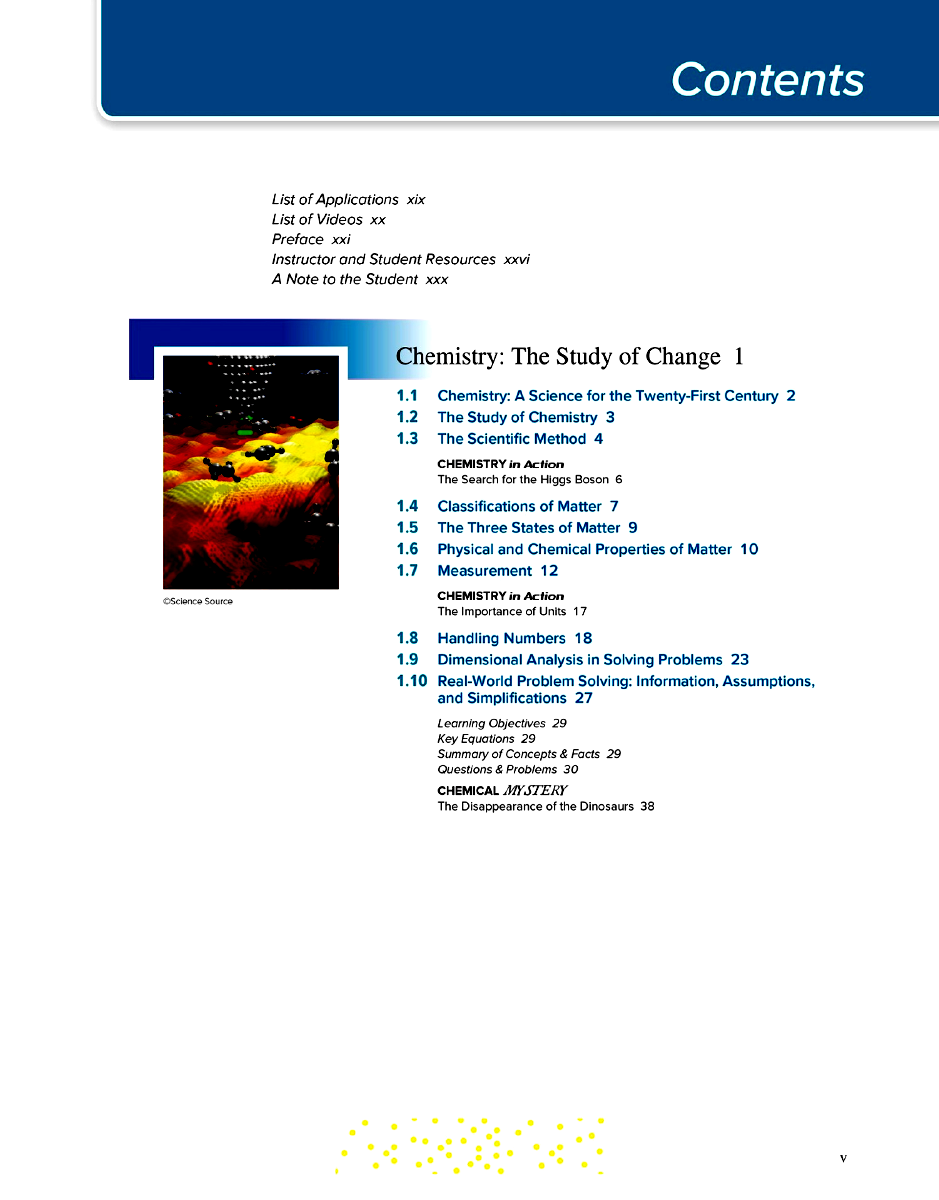 Contents
List of Applications xix
List of Videos xx
Preface xxi
Instructor and Student Resources xxvi
A Note to the Student xxx
Chemistry: The Study of Change 1
1.1 Chemistry: A Science for the Twenty-First Century 2
1.2 The Study of Chemistry 3
1.3 The Scientific Method 4
CHEMISTRY in Action
The Search for the Higgs Boson 6
1.4 Classifications of Matter 7
1.5 The Three States of Matter 9
1.6 Physical and Chemical Properties of Matter 10
1.7 Measurement 12
CHEMISTRY in Action
The Importance of Units 17
©Science Source
1.8 Handling Numbers 18
1.9 Dimensional Analysis in Solving Problems 23
1.10 Real-World Problem Solving: Information, Assumptions,
and Simplifications 27
Learning Objectives 29
Key Equations 29
Summary of Concepts & Facts 29
Questions & Problems 30
CHEMICAL MYSTERY
The Disappearance of the Dinosaurs 38
v